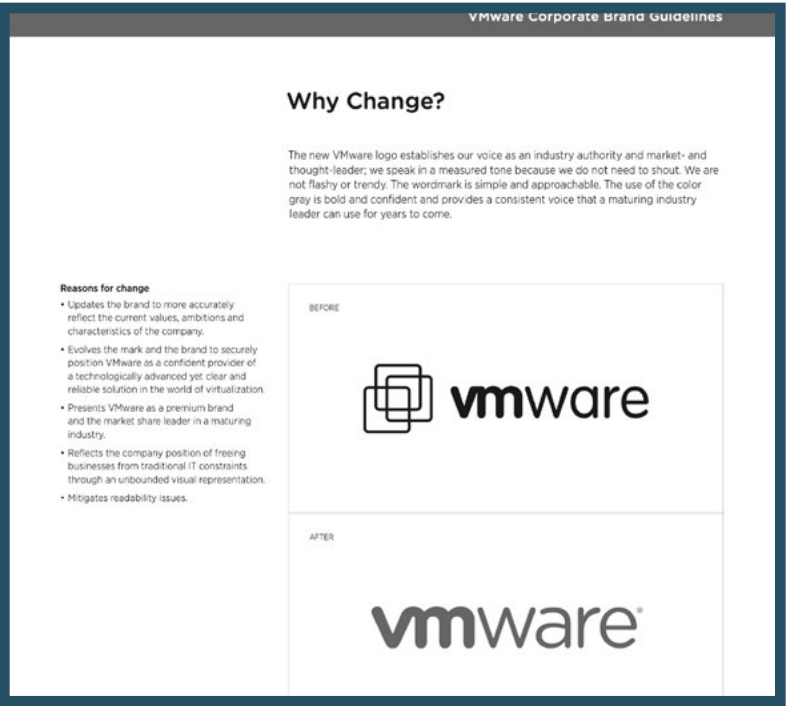 VMware Corporate Brand Guidelines
Why Change?
The new VMware logo establishes our voice as an industry authority and market- and
thought-leader; we speak in a measured tone because we do not need to shout. We are
not flashy or trendy. The wordmark is simple and approachable. The use of the color
gray is bold and confident and provides a consistent voice that a maturing industry
leader can use for years to come.
Reasons for change
• Updates the brand to more accurately
reflect the current values, ambitions and
characteristics of the company.
• Evolves the mark and the brand to securely
position VMware as a confident provider of
a technologically advanced yet clear and
reliable solution in the world of virtualization.
• Presents VMware as a premium brand
and the market share leader in a maturing
industry.
• Reflects the company position of freeing
businesses from traditional IT constraints
through an unbounded visual representation.
• Mitigates readability issues.
BEFORE
vmware
AFTER
vmware®